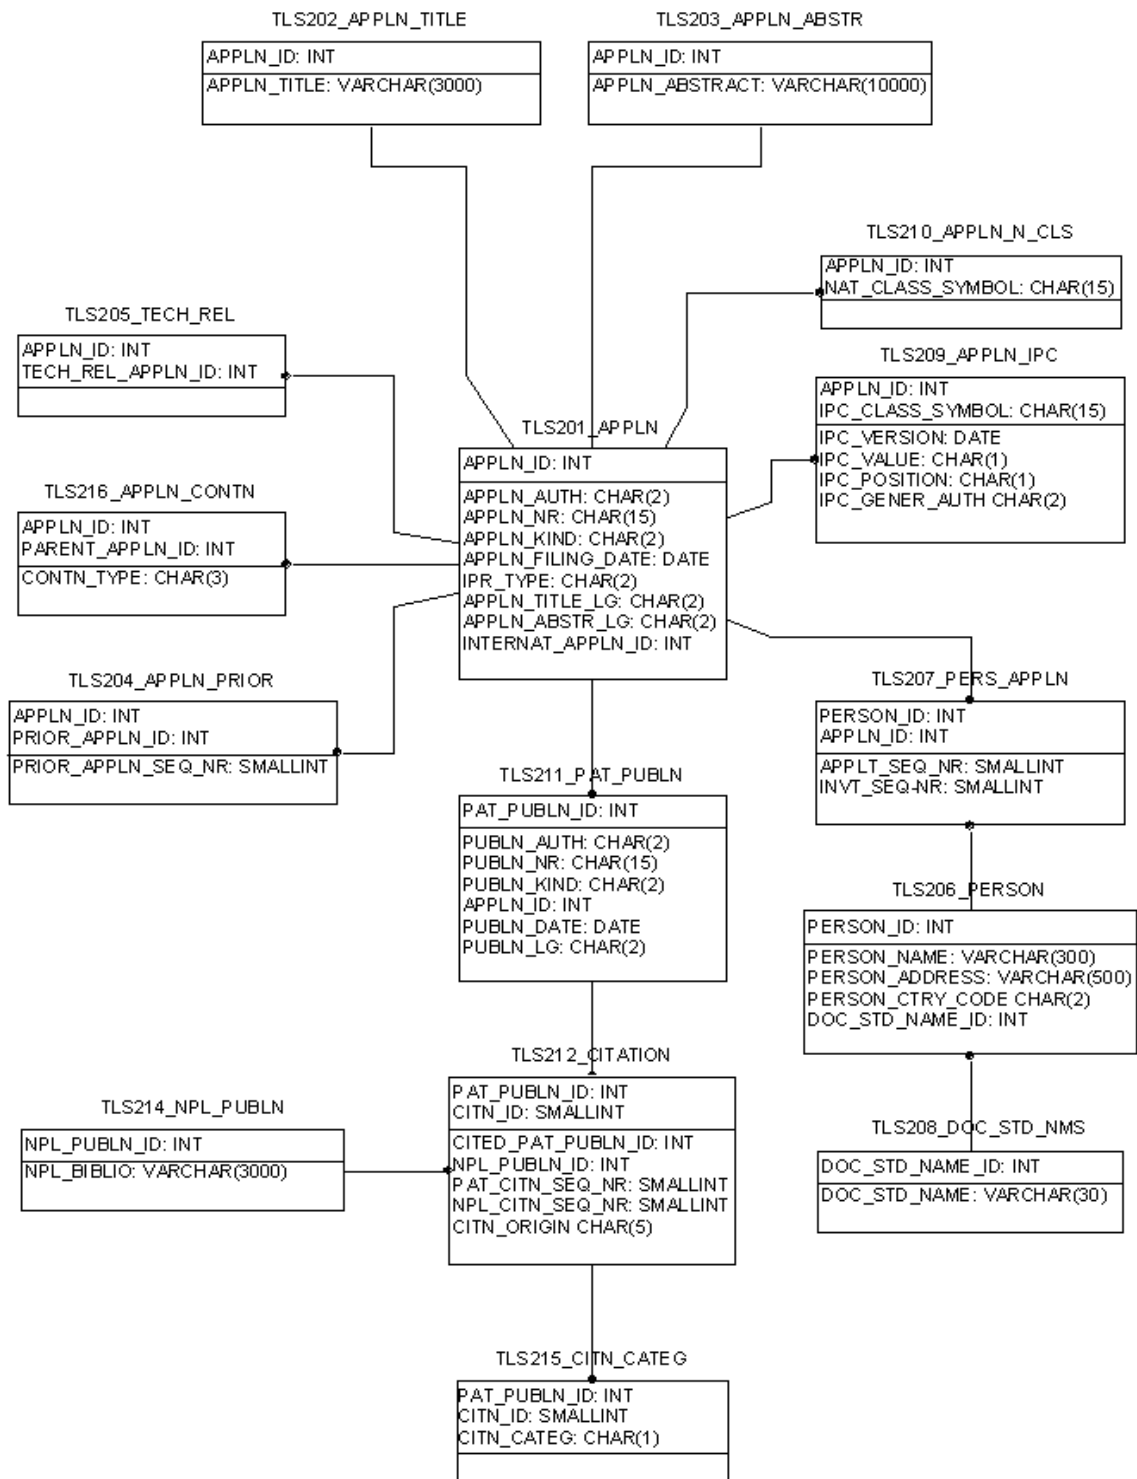 TLS202_APPLN_TITLE
APPLN_ID: INT
APPLN_TITLE: VARCHAR(3000)
TLS203_APPLN_ABSTR
APPLN_ID: INT
APPLN_ABSTRACT: VARCHAR(10000)
TLS210_APPLN_N_CLS
APPLN_ID: INT
NAT_CLASS_SYMBOL: CHAR(15)
TLS205_TECH_REL
APPLN_ID: INT
TECH_REL_APPLN_ID: INT
TLS209_APPLN_IPC
APPLN_ID: INT
IPC_CLASS_SYMBOL: CHAR(15)
IPC_VERSION: DATE
IPC_VALUE: CHAR(1)
IPC_POSITION: CHAR(1)
IPC_GENER_AUTH CHAR(2)
TLS201_APPLN
APPLN_ID: INT
APPLN_AUTH: CHAR(2)
APPLN_NR: CHAR(15)
APPLN_KIND: CHAR(2)
APPLN_FILING_DATE: DATE
IPR_TYPE: CHAR(2)
APPLN_TITLE_LG: CHAR(2)
APPLN_ABSTR_LG: CHAR(2)
INTERNAT_APPLN_ID: INT
TLS216_APPLN_CONTN
APPLN_ID: INT
PARENT_APPLN_ID: INT
CONTN_TYPE: CHAR(3)
TLS204_APPLN_PRIOR
APPLN_ID: INT
PRIOR_APPLN_ID: INT
PRIOR_APPLN_SEQ_NR: SMALLINT
TLS207_PERS_APPLN
PERSON_ID: INT
APPLN_ID: INT
APPLT_SEQ_NR: SMALLINT
INVT_SEQ-NR: SMALLINT
TLS211_PAT_PUBLN
PAT_PUBLN_ID: INT
PUBLN_AUTH: CHAR(2)
PUBLN_NR: CHAR(15)
PUBLN_KIND: CHAR(2)
APPLN_ID: INT
PUBLN_DATE: DATE
PUBLN_LG: CHAR(2)
TLS206_PERSON
PERSON_ID: INT
PERSON_NAME: VARCHAR(300)
PERSON_ADDRESS: VARCHAR(500)
PERSON_CTRY_CODE CHAR(2)
DOC_STD_NAME_ID: INT
TLS212_CITATION
PAT_PUBLN_ID: INT
CITN_ID: SMALLINT
CITED_PAT_PUBLN_ID: INT
NPL_PUBLN_ID: INT
PAT_CITN_SEQ_NR: SMALLINT
NPL_CITN_SEQ_NR: SMALLINT
CITN_ORIGIN CHAR(5)
TLS214_NPL_PUBLN
NPL_PUBLN_ID: INT
NPL_BIBLIO: VARCHAR(3000)
TLS208_DOC_STD_NMS
DOC_STD_NAME_ID: INT
DOC_STD_NAME: VARCHAR(30)
TLS215_CITN_CATEG
PAT_PUBLN_ID: INT
CITN_ID: SMALLINT
CITN_CATEG: CHAR(1)